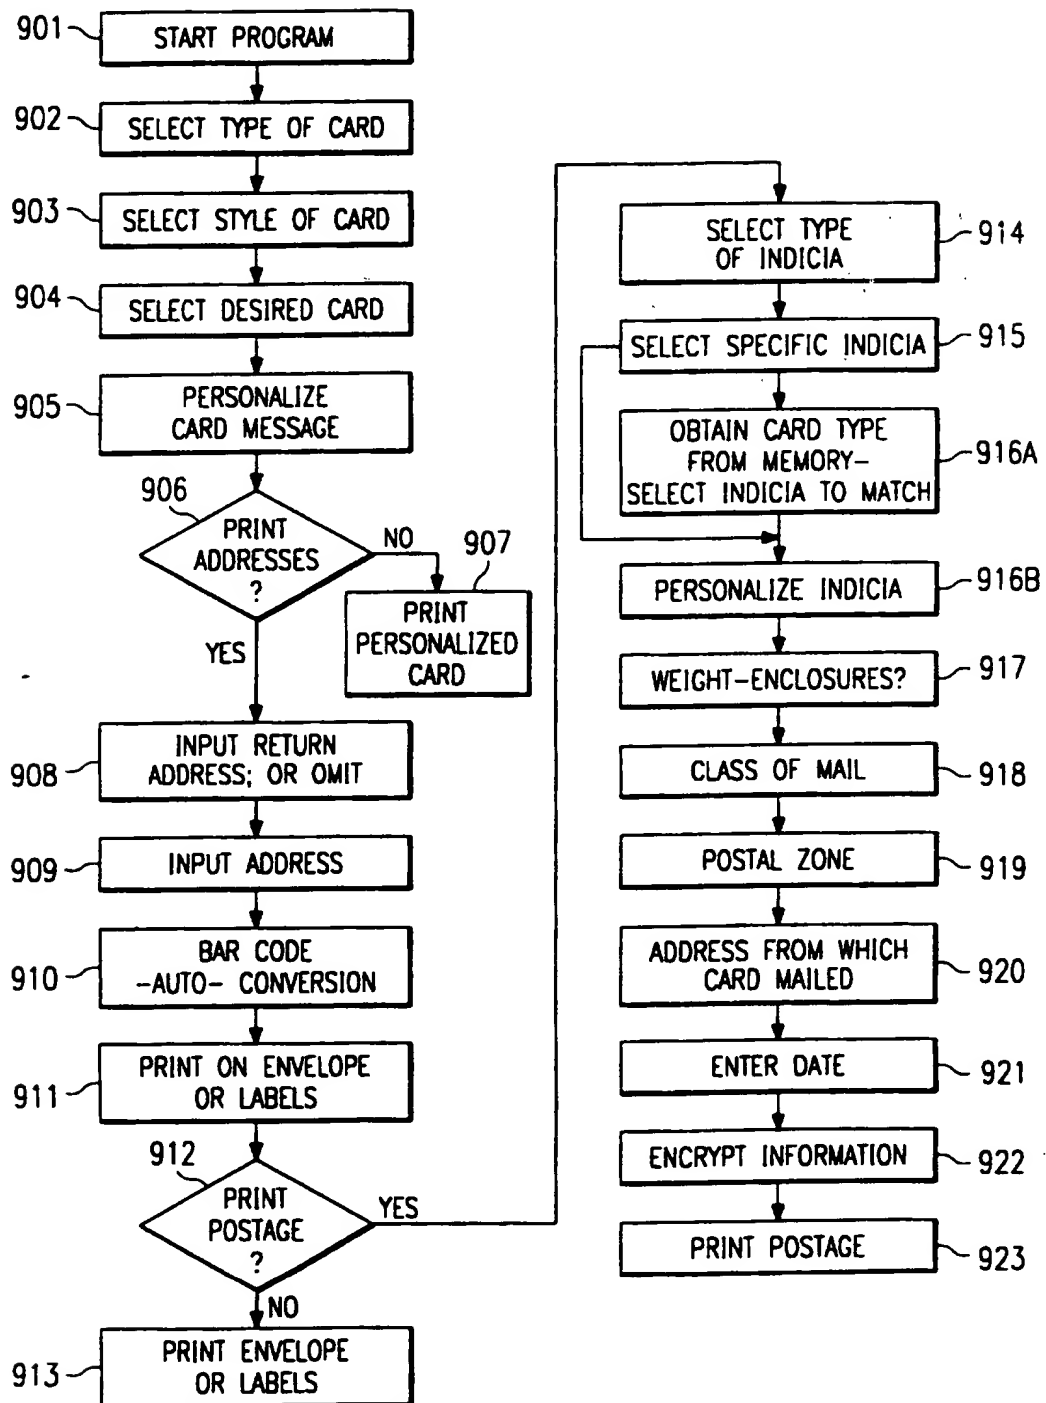 901
START PROGRAM
902
SELECT TYPE OF CARD
903
SELECT STYLE OF CARD
904
SELECT DESIRED CARD
905
PERSONALIZE
CARD MESSAGE
906
PRINT
ADDRESSES
?
NO
907
PRINT
PERSONALIZED
CARD
YES
908
INPUT RETURN
ADDRESS; OR OMIT
909
INPUT ADDRESS
910
BAR CODE
-AUTO- CONVERSION
911
PRINT ON ENVELOPE
OR LABELS
912
PRINT
POSTAGE
?
YES
NO
913
PRINT ENVELOPE
OR LABELS
SELECT TYPE
OF INDICIA
914
SELECT SPECIFIC INDICIA
915
OBTAIN CARD TYPE
FROM MEMORY-
SELECT INDICIA TO MATCH
916A
PERSONALIZE INDICIA
916B
WEIGHT-ENCLOSURES?
917
CLASS OF MAIL
918
POSTAL ZONE
919
ADDRESS FROM WHICH
CARD MAILED
920
ENTER DATE
921
ENCRYPT INFORMATION
922
PRINT POSTAGE
923